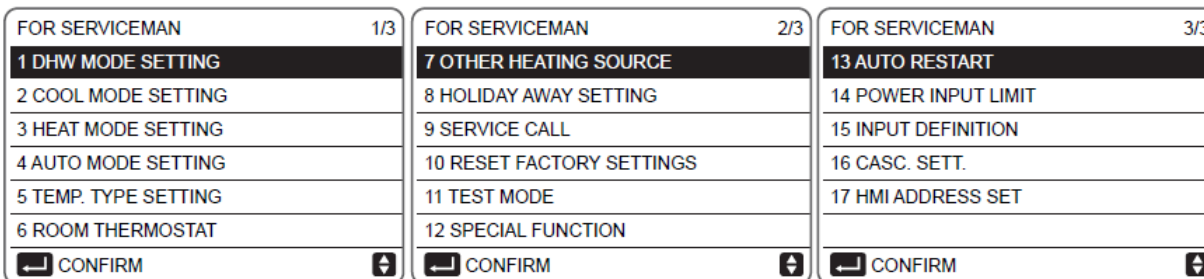 FOR SERVICEMAN 1/3
1 DHW MODE SETTING
2 COOL MODE SETTING
3 HEAT MODE SETTING
4 AUTO MODE SETTING
5 TEMP. TYPE SETTING
6 ROOM THERMOSTAT
CONFIRM
FOR SERVICEMAN 2/3
7 OTHER HEATING SOURCE
8 HOLIDAY AWAY SETTING
9 SERVICE CALL
10 RESET FACTORY SETTINGS
11 TEST MODE
12 SPECIAL FUNCTION
CONFIRM
FOR SERVICEMAN 3/3
13 AUTO RESTART
14 POWER INPUT LIMIT
15 INPUT DEFINITION
16 CASC. SETT.
17 HMI ADDRESS SET
CONFIRM